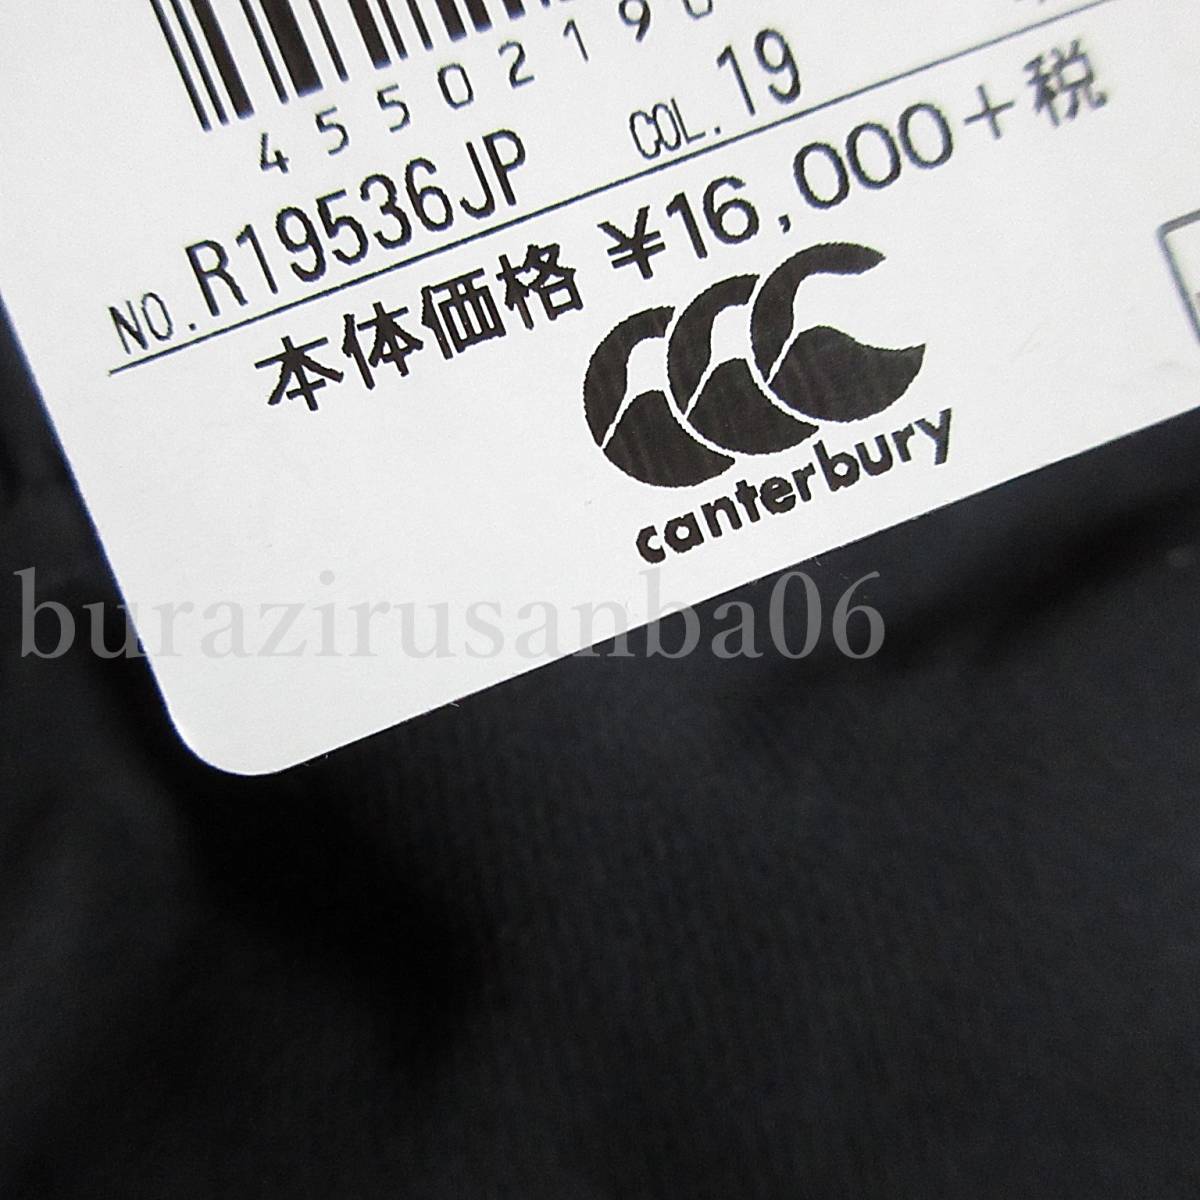 4550219
NO. R19536JP COL. 19
本体価格 ¥16,000+税
canterbury
burazirusanba06